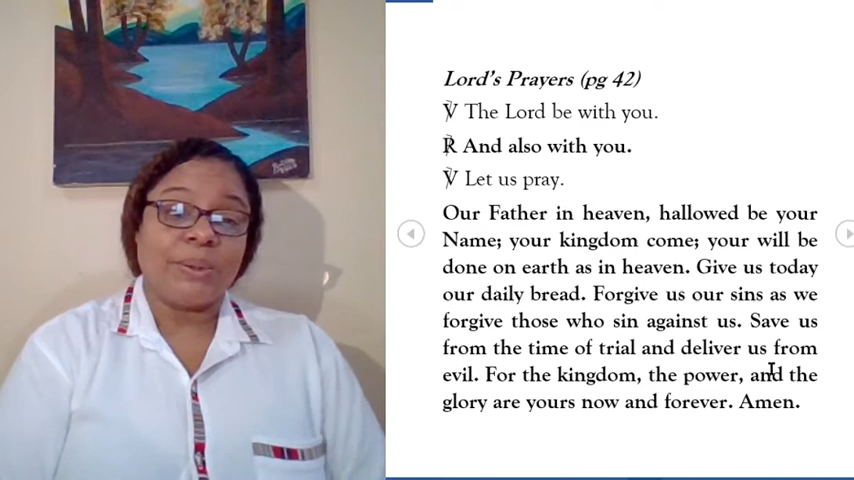 Lord's Prayers (pg 42)
℣ The Lord be with you.
℟ And also with you.
℣ Let us pray.
Our Father in heaven, hallowed be your
Name; your kingdom come; your will be
done on earth as in heaven. Give us today
our daily bread. Forgive us our sins as we
forgive those who sin against us. Save us
from the time of trial and deliver us from
evil. For the kingdom, the power, and the
glory are yours now and forever. Amen.